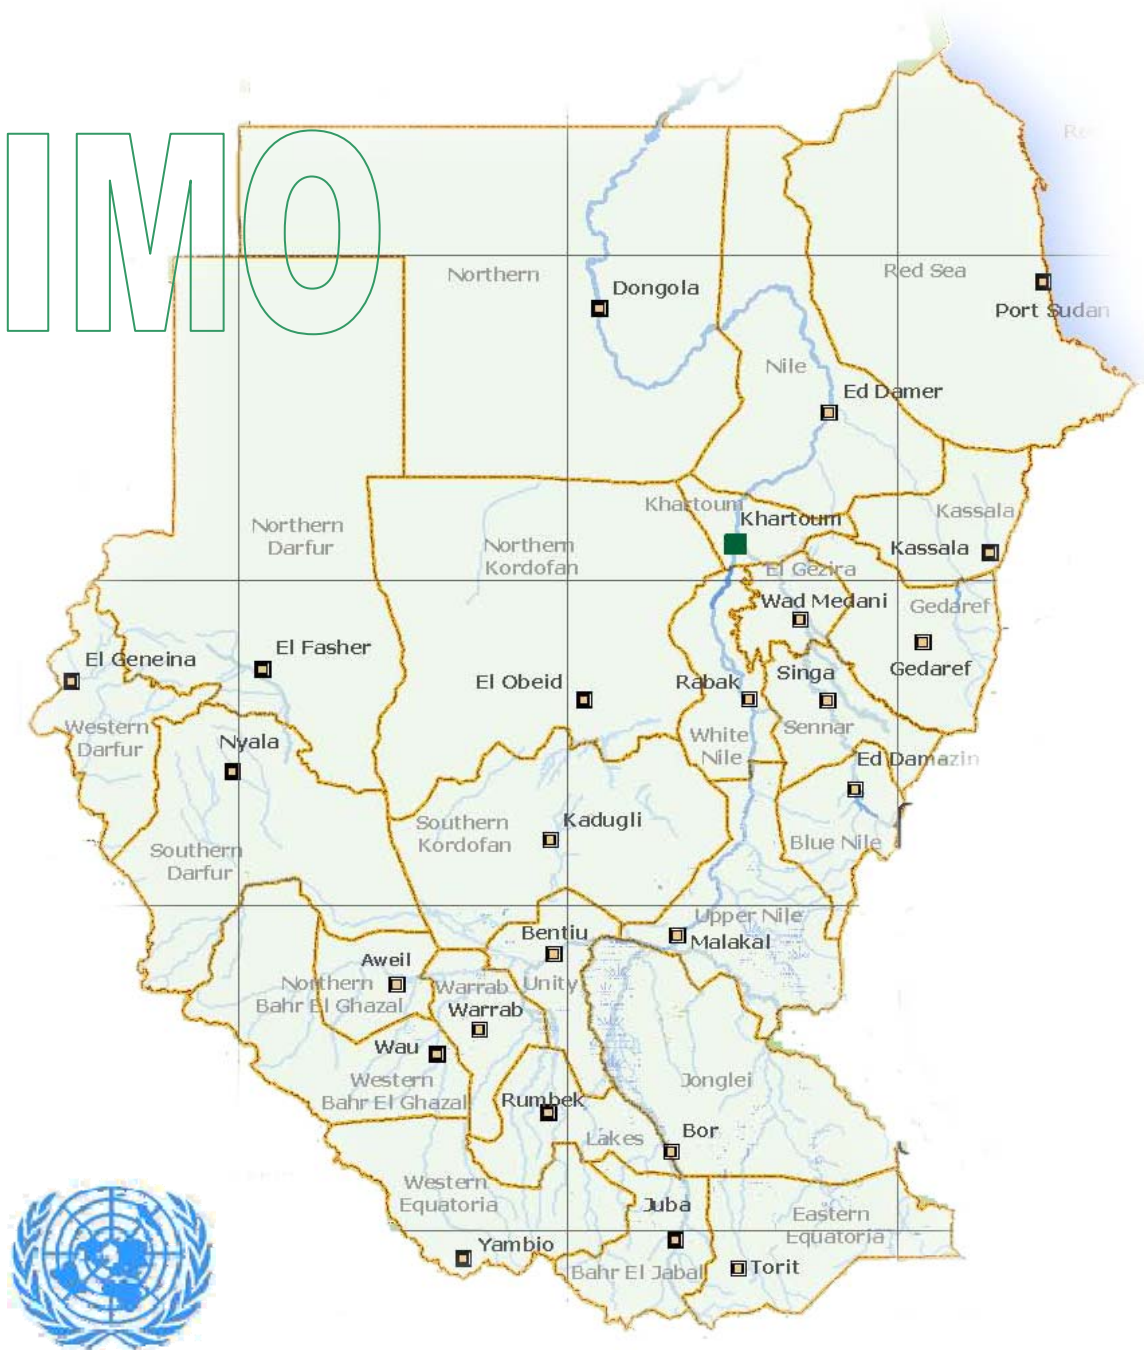 IMO
Re
Northern
Red Sea
Dongola
Port Sudan
Nile
Ed Damer
Khartoum
Khartoum
Kassala
Kassala
Northern
Darfur
Northern
Kordofan
El Gezira
Wad Medani
Gedaref
Gedaref
El Geneina
El Fasher
El Obeid
Rabak
Singa
Sennar
Western
Darfur
Nyala
White
Nile
Ed Damazin
Southern
Kordofan
Kadugli
Blue Nile
Southern
Darfur
Upper Nile
Bentiu
Malakal
Aweil
Northern
Bahr El Ghazal
Warrab
Unity
Warrab
Wau
Western
Bahr El Ghazal
Jonglei
Rumbek
Lakes
Bor
Western
Equatoria
Juba
Eastern
Equatoria
Yambio
Bahr El Jabal
Torit